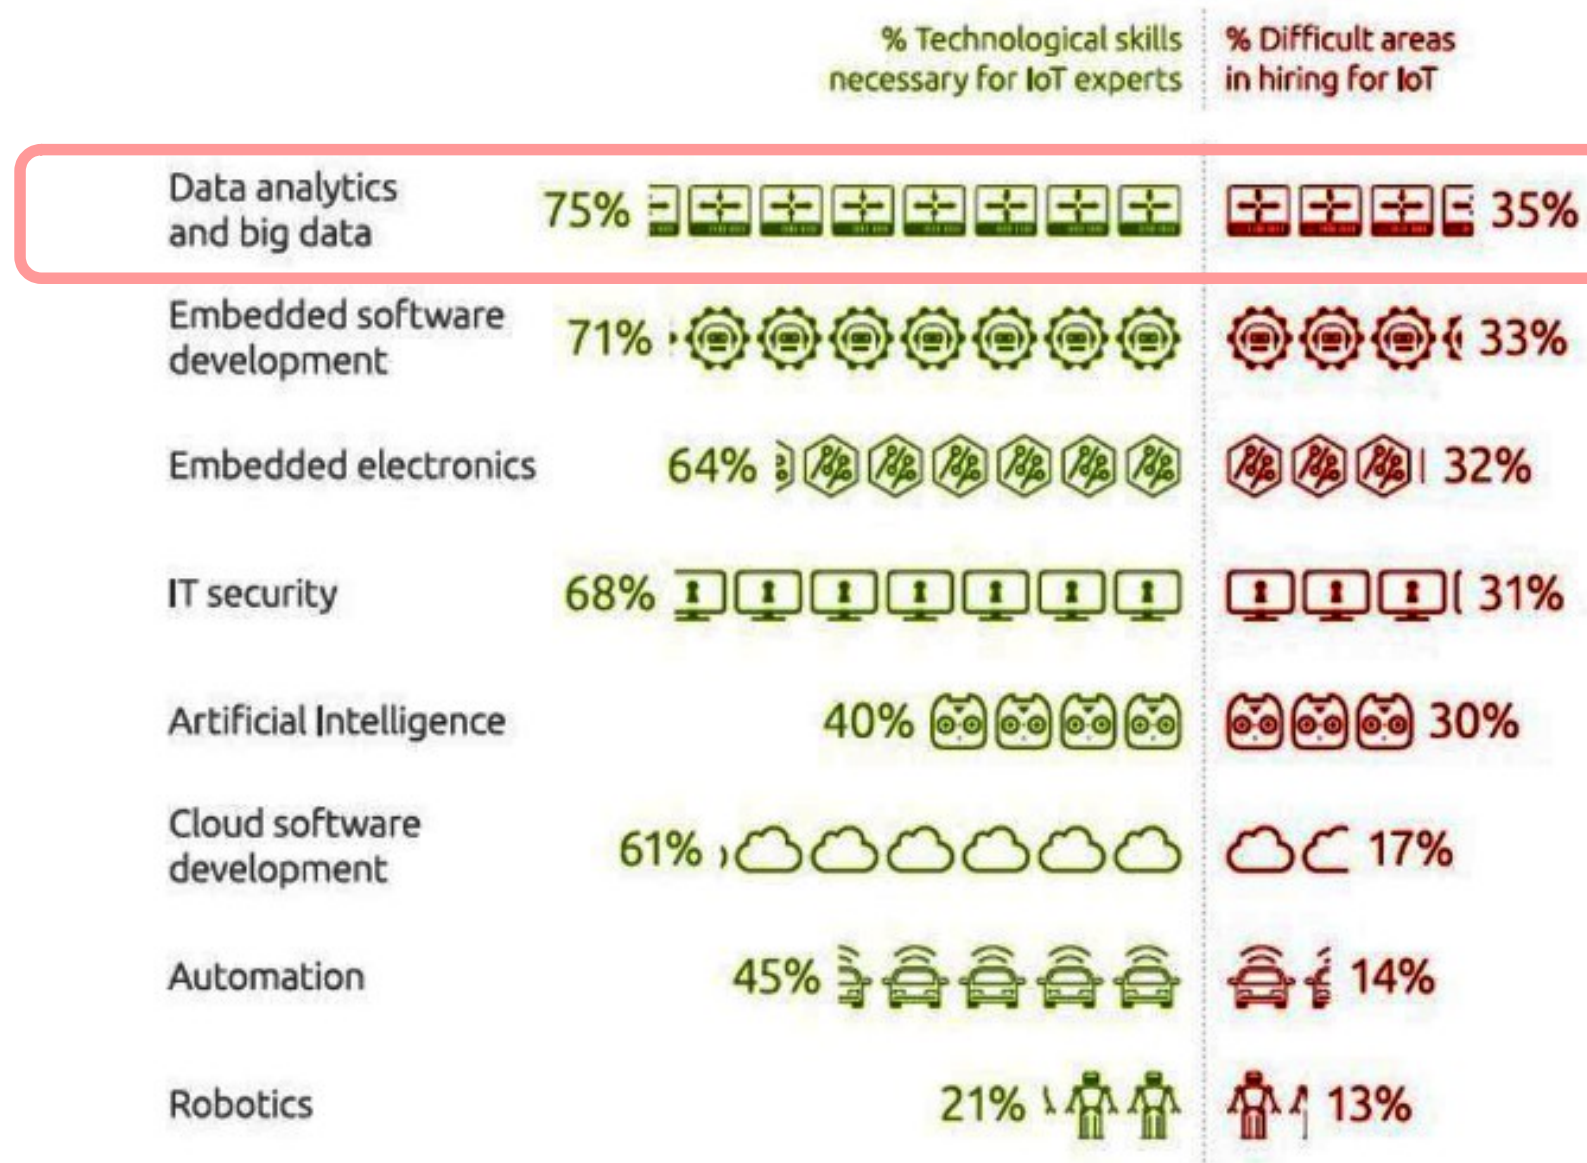 % Technological skills
necessary for IoT experts
% Difficult areas
in hiring for IoT
Data analytics
and big data
75%
35%
Embedded software
development
71%
33%
Embedded electronics
64%
32%
IT security
68%
31%
Artificial Intelligence
40%
30%
Cloud software
development
61%
17%
Automation
45%
14%
Robotics
21%
13%